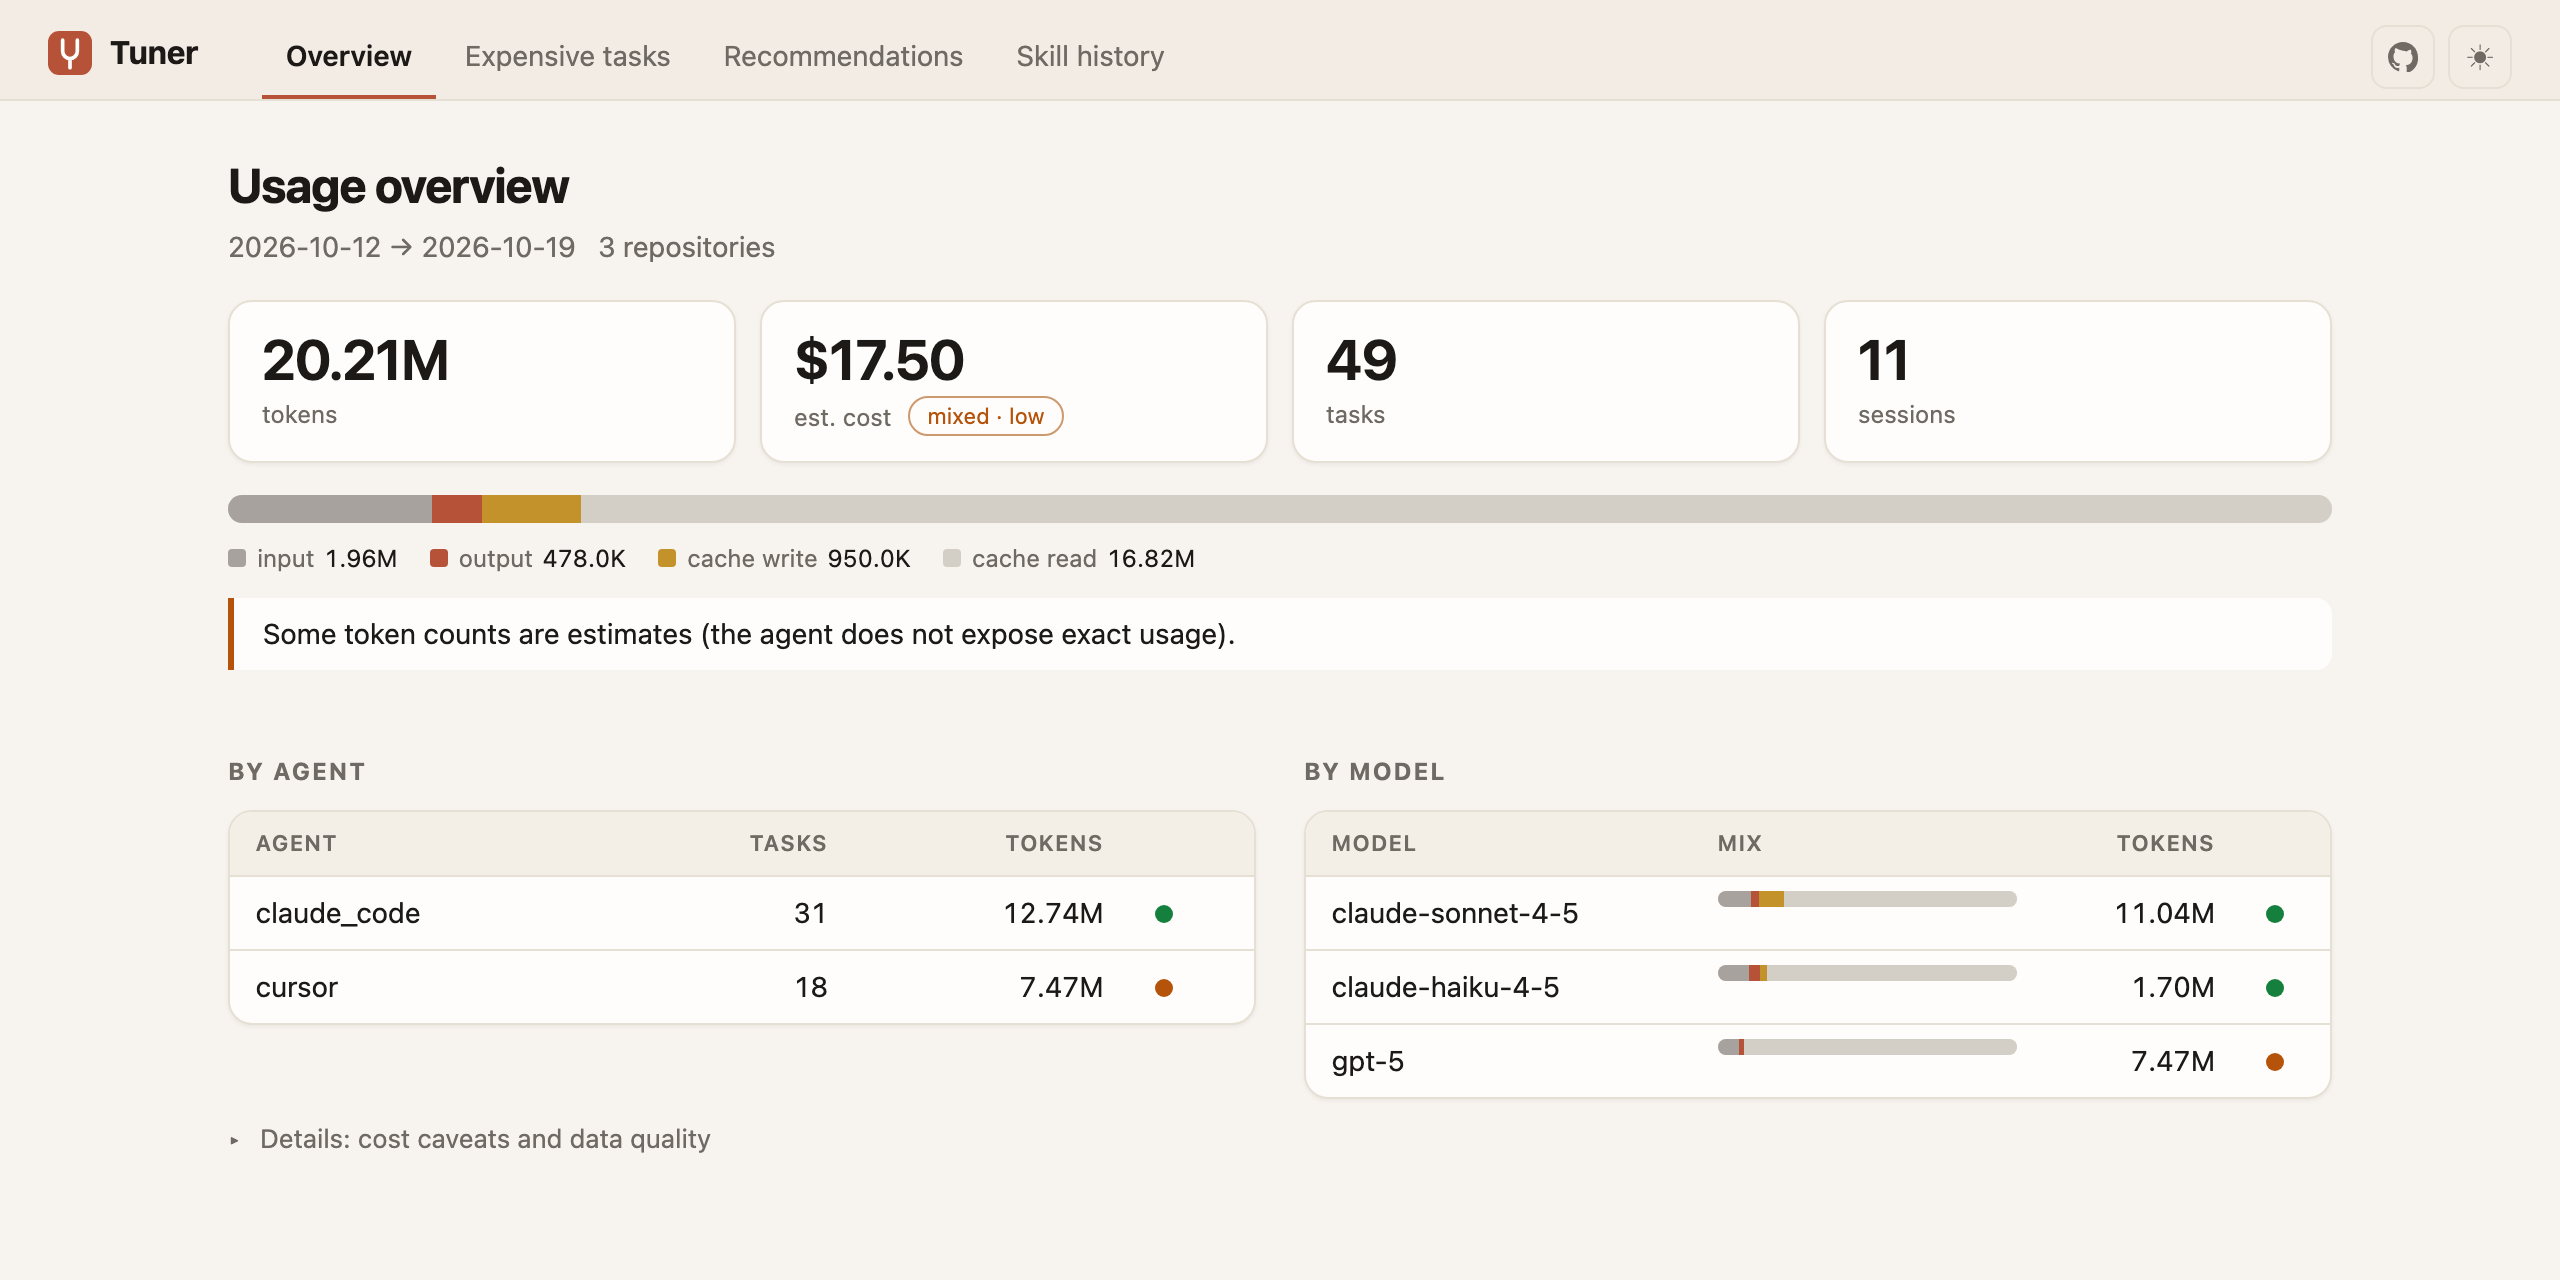 Tuner
Overview
Expensive tasks
Recommendations
Skill history
Usage overview
2026-10-12 → 2026-10-19 3 repositories
20.21M
tokens
$17.50
est. cost mixed · low
49
tasks
11
sessions
input 1.96M output 478.0K cache write 950.0K cache read 16.82M
Some token counts are estimates (the agent does not expose exact usage).
BY AGENT
AGENT TASKS TOKENS
claude_code 31 12.74M
cursor 18 7.47M
BY MODEL
MODEL MIX TOKENS
claude-sonnet-4-5 11.04M
claude-haiku-4-5 1.70M
gpt-5 7.47M
▸ Details: cost caveats and data quality